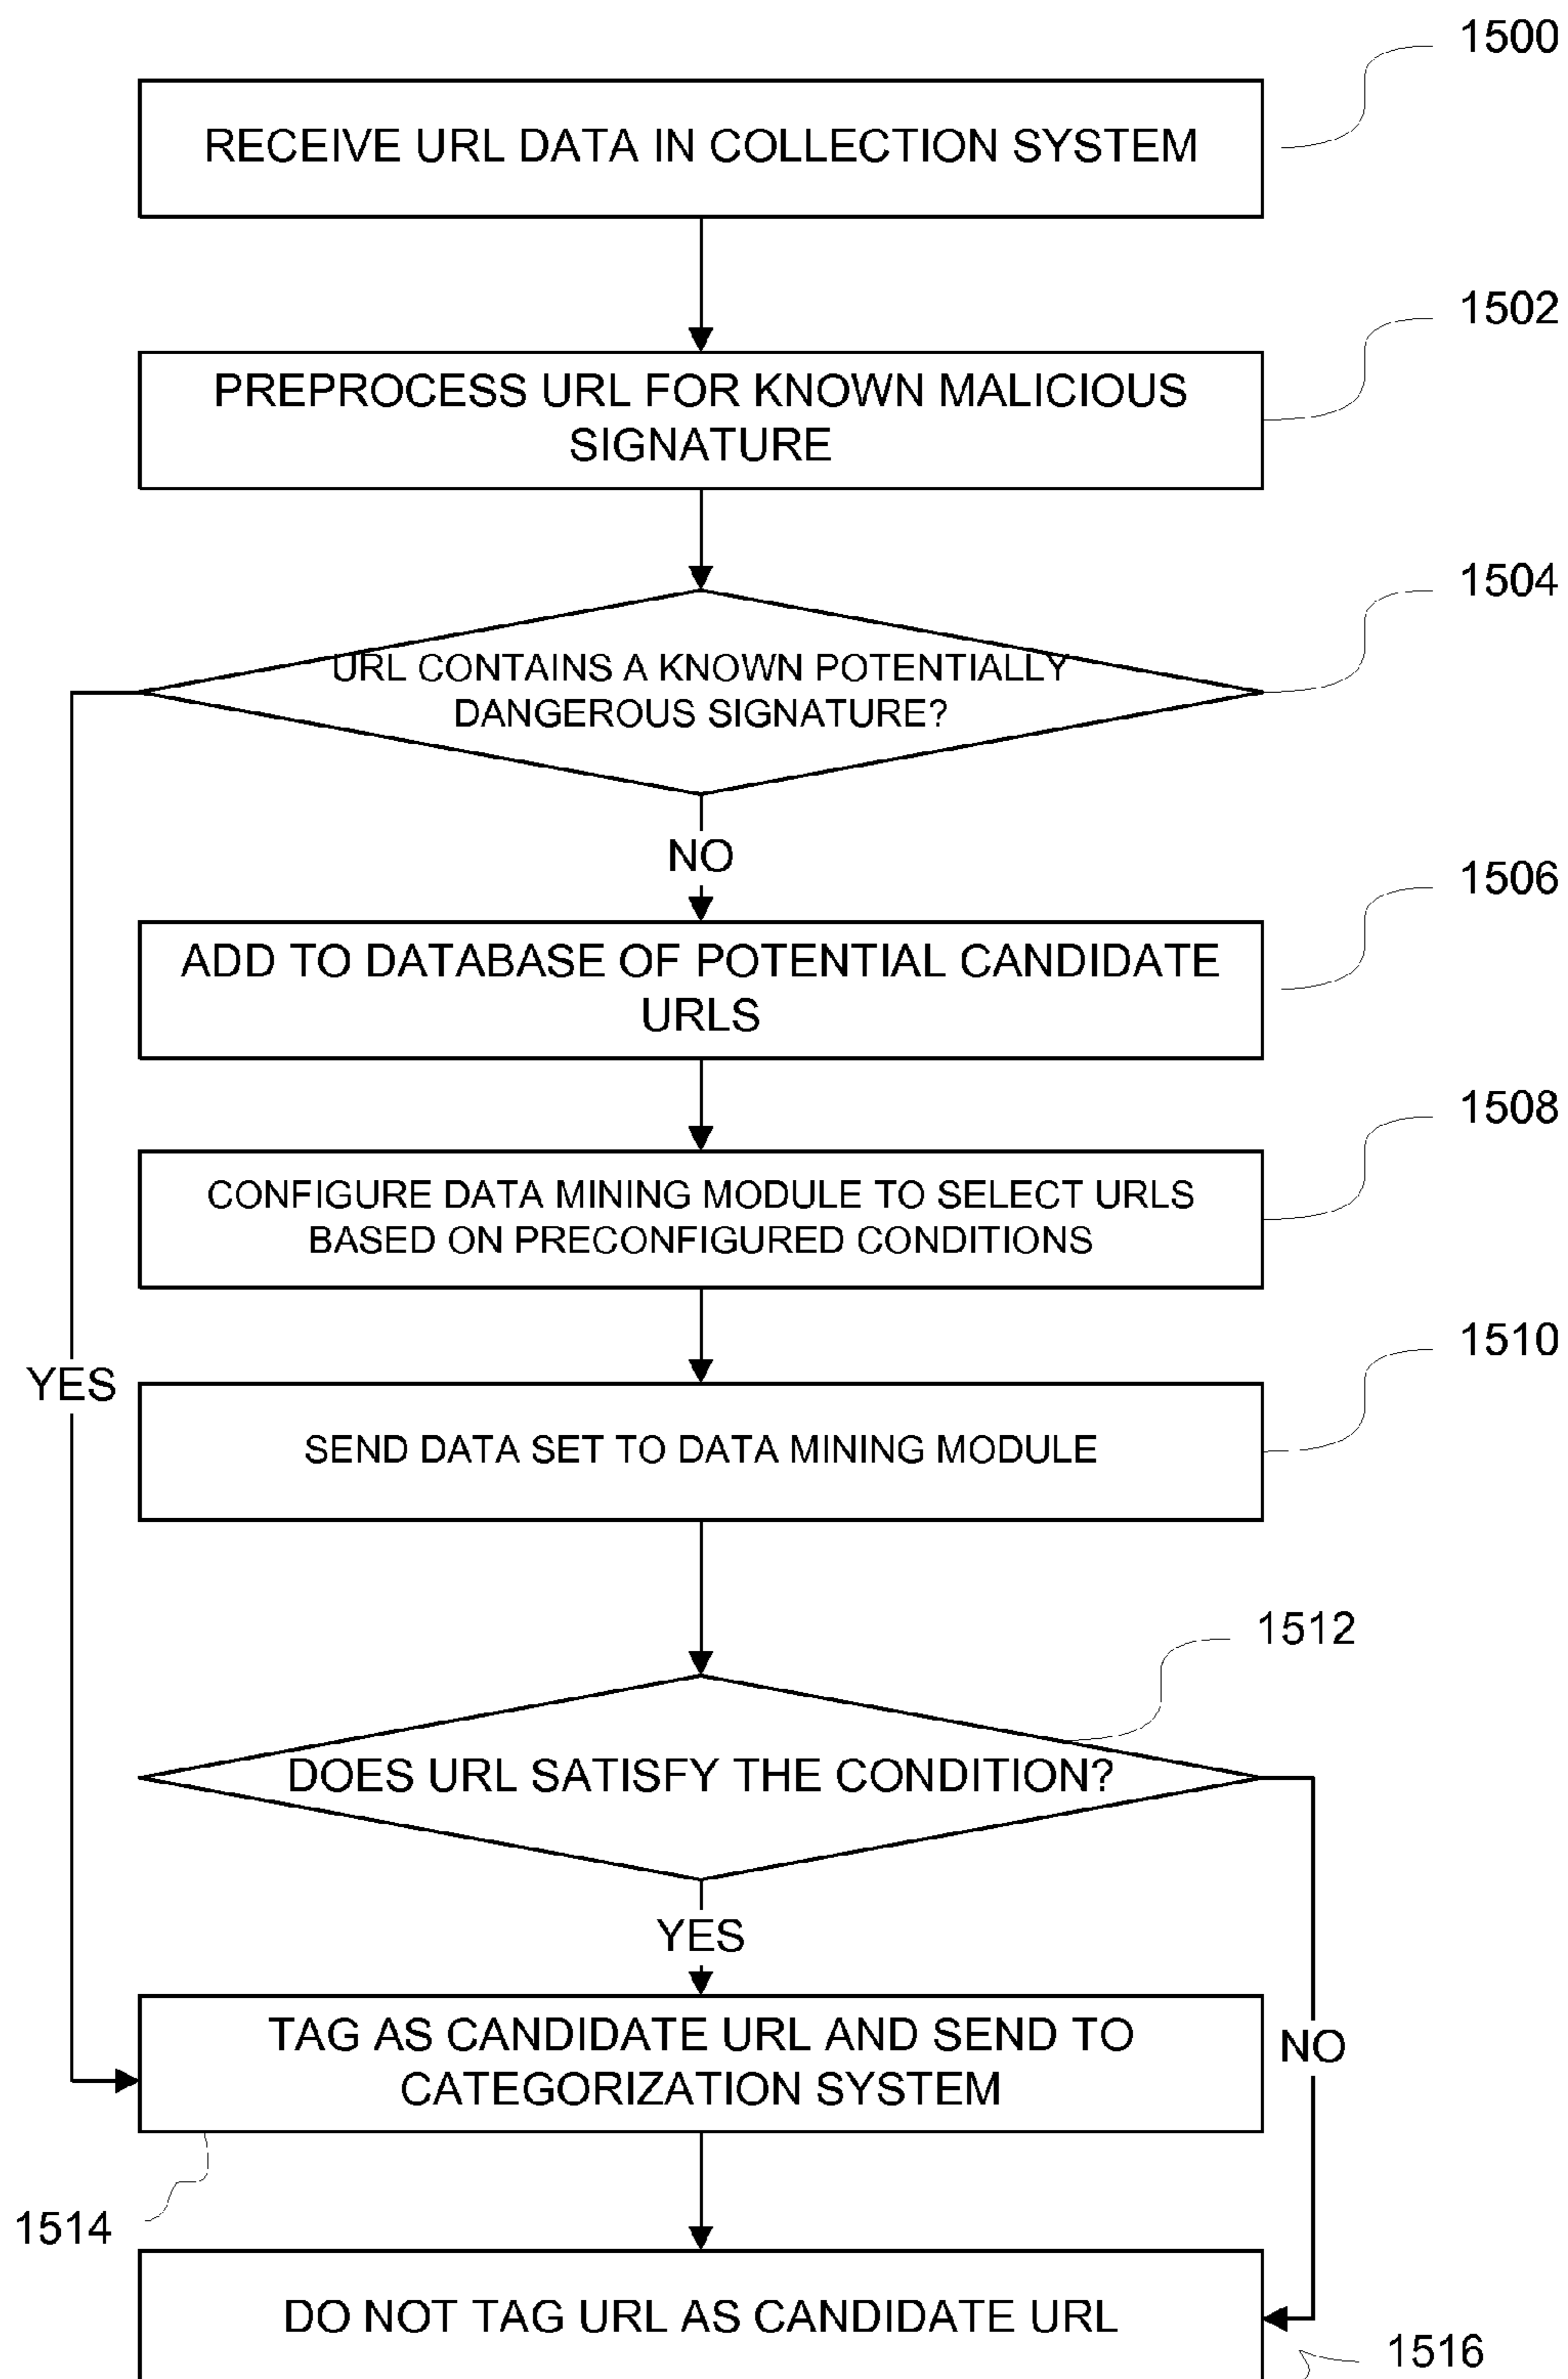 1500
RECEIVE URL DATA IN COLLECTION SYSTEM
1502
PREPROCESS URL FOR KNOWN MALICIOUS
SIGNATURE
1504
URL CONTAINS A KNOWN POTENTIALLY
DANGEROUS SIGNATURE?
NO
1506
ADD TO DATABASE OF POTENTIAL CANDIDATE
URLS
1508
CONFIGURE DATA MINING MODULE TO SELECT URLS
BASED ON PRECONFIGURED CONDITIONS
1510
YES
SEND DATA SET TO DATA MINING MODULE
1512
DOES URL SATISFY THE CONDITION?
YES
TAG AS CANDIDATE URL AND SEND TO
CATEGORIZATION SYSTEM
NO
1514
DO NOT TAG URL AS CANDIDATE URL
1516